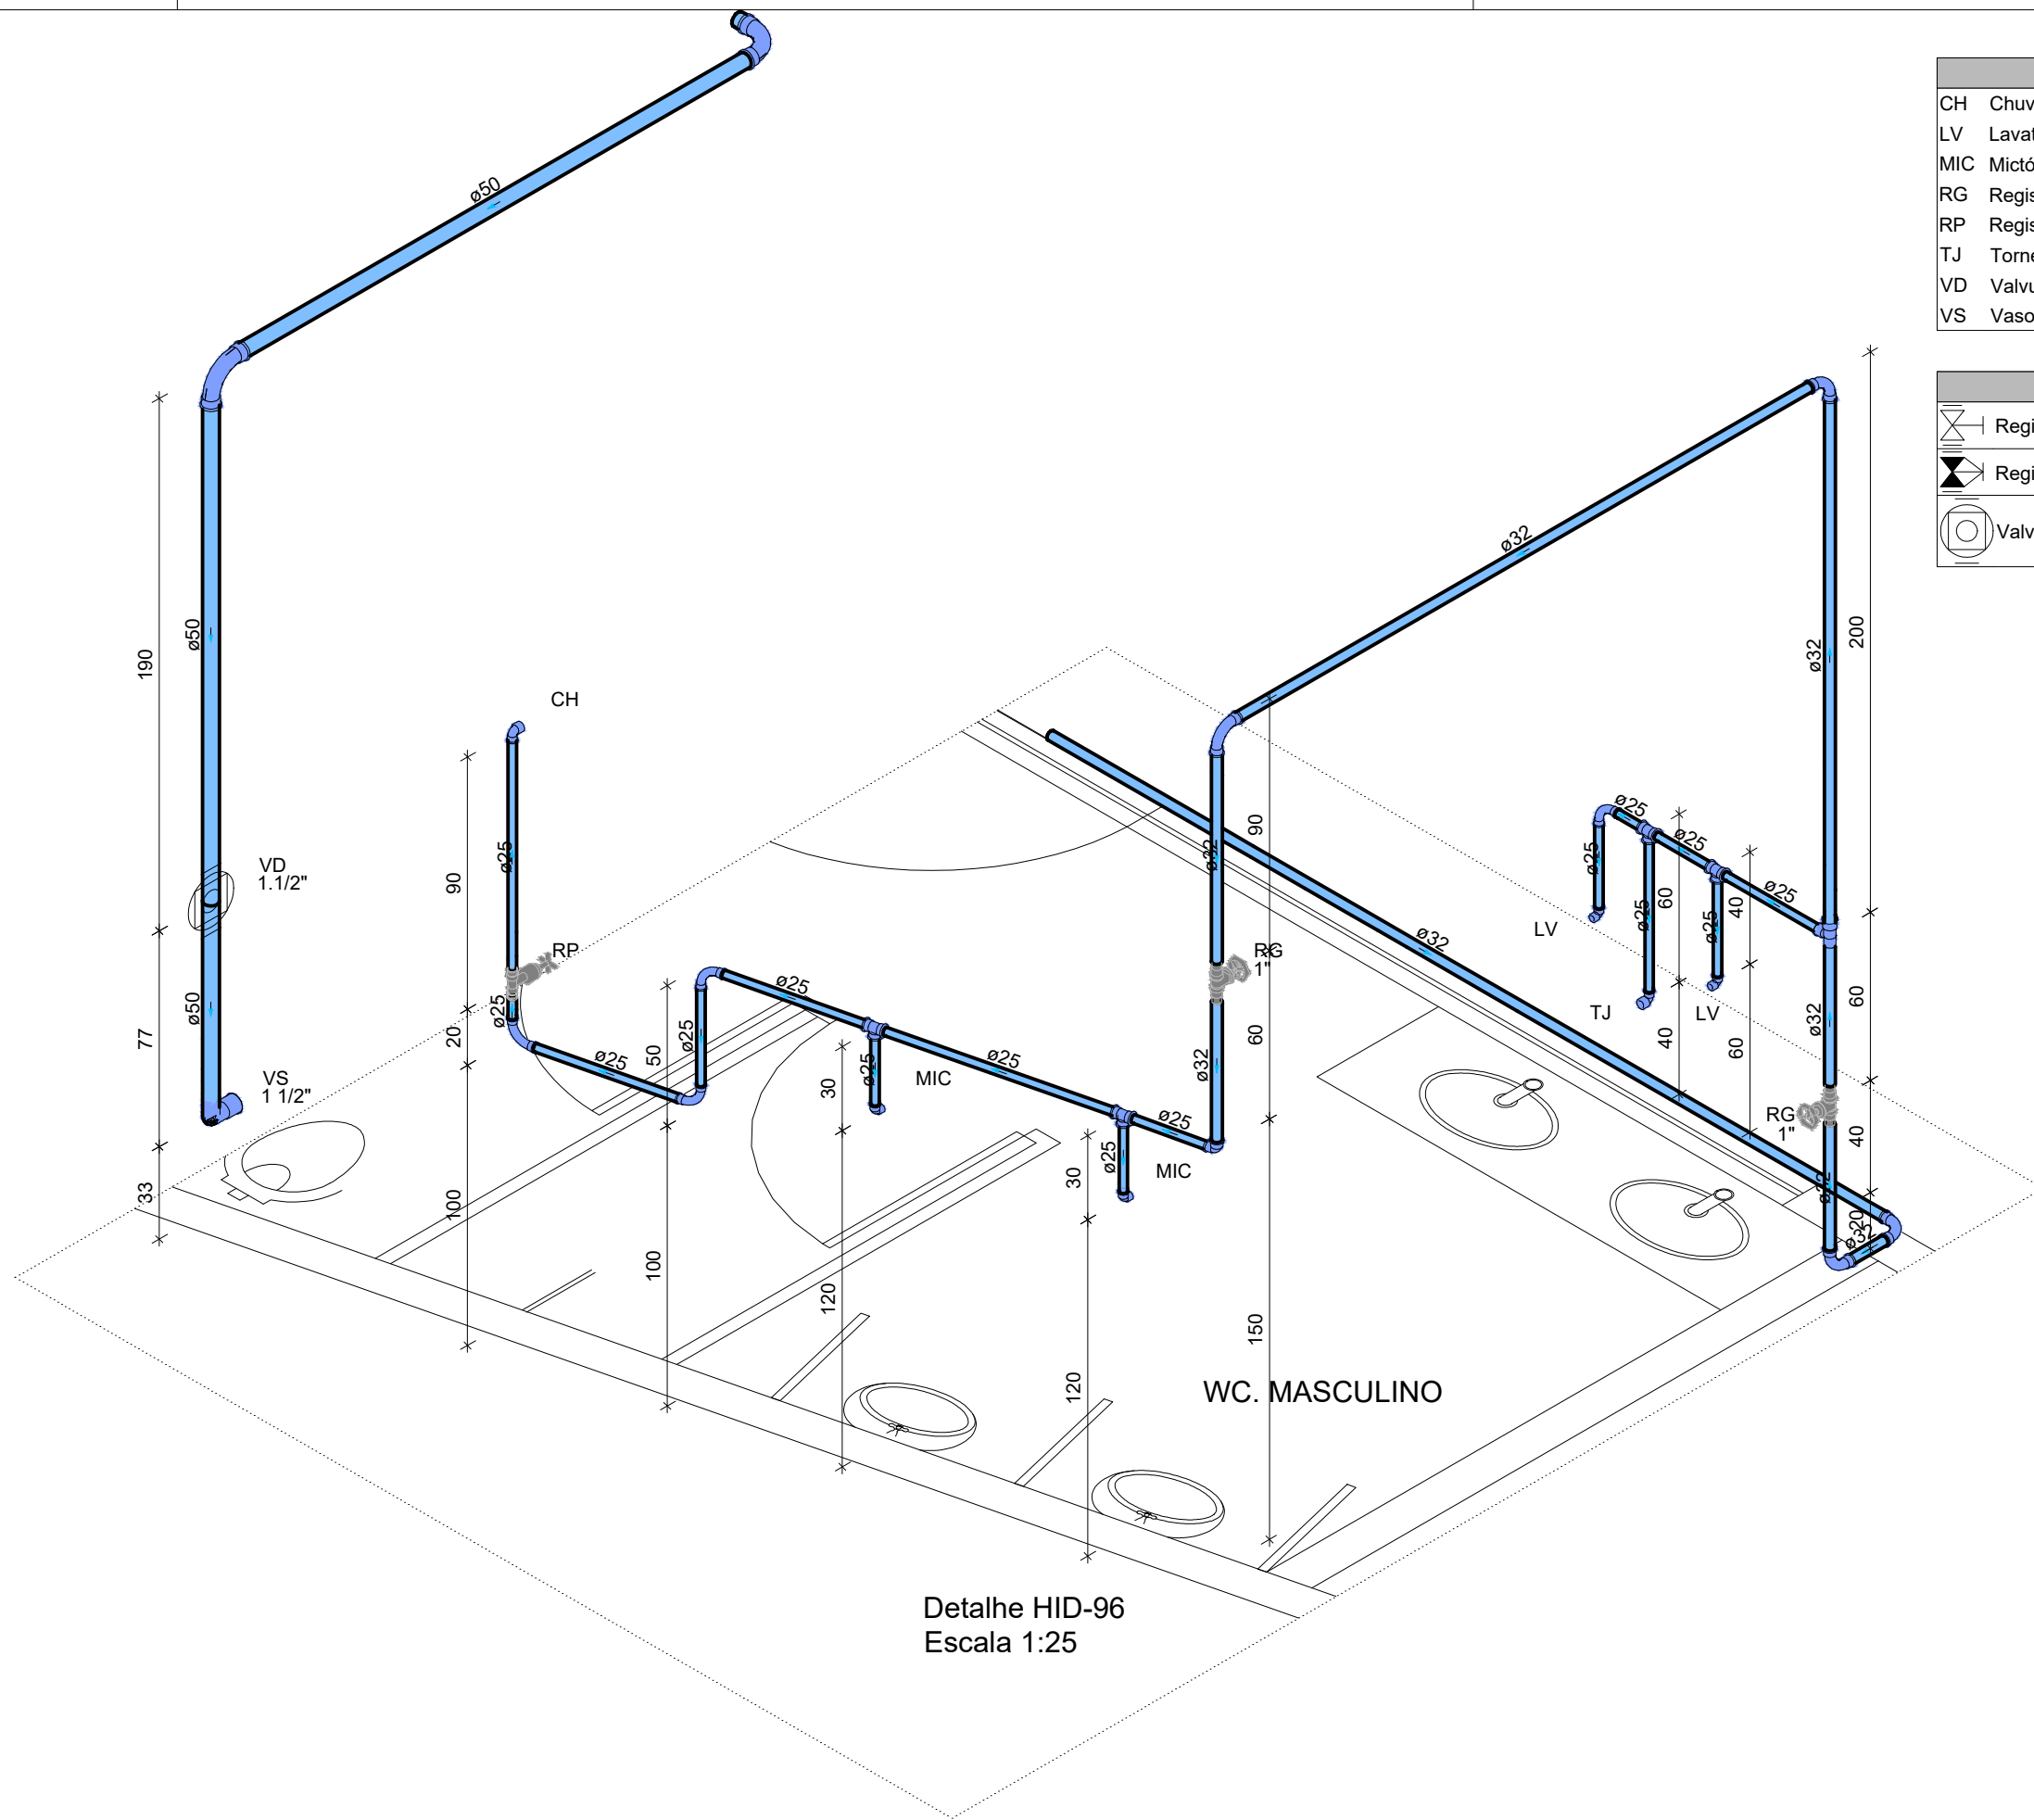 CH Chuv
LV Lavat
MIC Mictó
RG Regis
RP Regis
TJ Torne
VD Valvu
VS Vaso
Regi
Regi
Valv
ø50
ø50
190
VD
1.1/2"
ø50
77
VS
1 1/2"
33
CH
ø25
90
RP
ø25
20
100
ø25
ø25
50
100
ø25
ø25
30
MIC
120
ø25
ø25
ø25
MIC
30
120
ø32
90
ø32
RG
1"
60
ø32
150
ø32
ø32
200
ø32
ø25
ø25
ø25
ø25
ø25
ø25
60
40
LV
TJ
LV
40
60
60
ø32
RG
1"
40
ø32
20
ø32
WC. MASCULINO
Detalhe HID-96
Escala 1:25